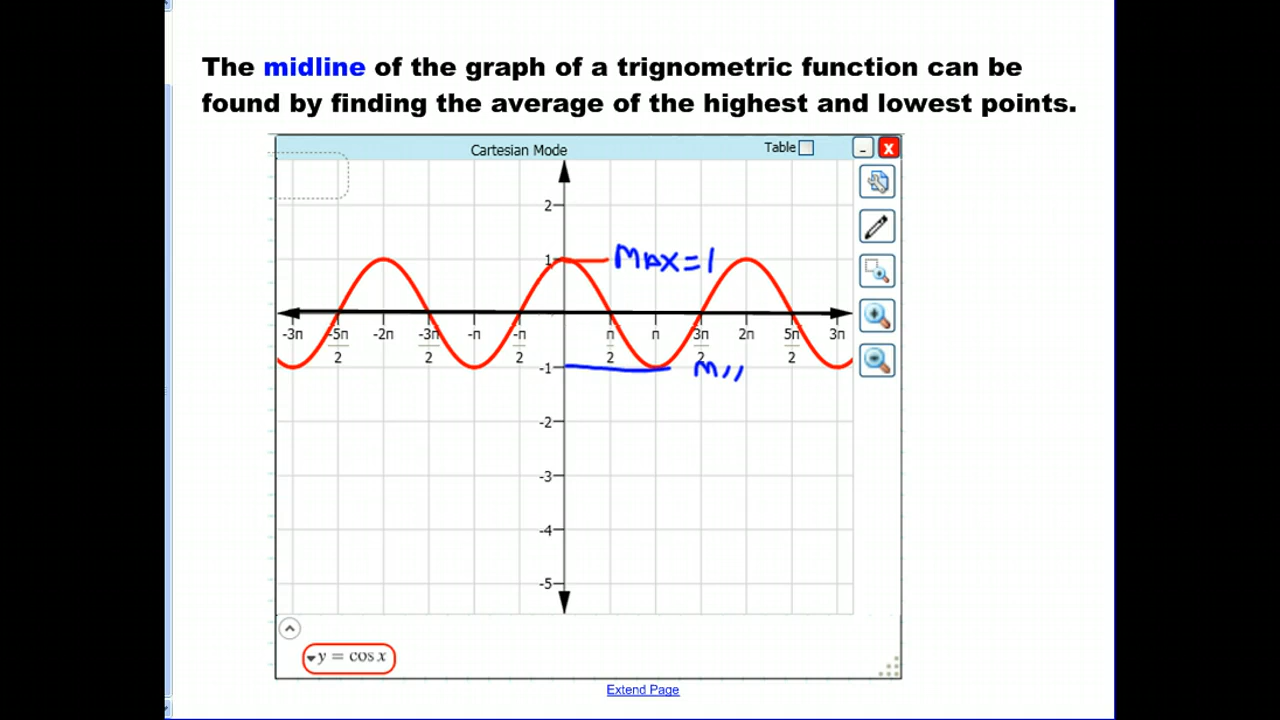 The midline of the graph of a trignometric function can be
found by finding the average of the highest and lowest points.
Cartesian Mode
Table
x
2
1
MAX=1
-3π -5π/2 -2π -3π/2 -π -π/2 π/2 π 3π/2 2π 5π/2 3π
-1
-2
-3
-4
-5
y = cos x
Extend Page